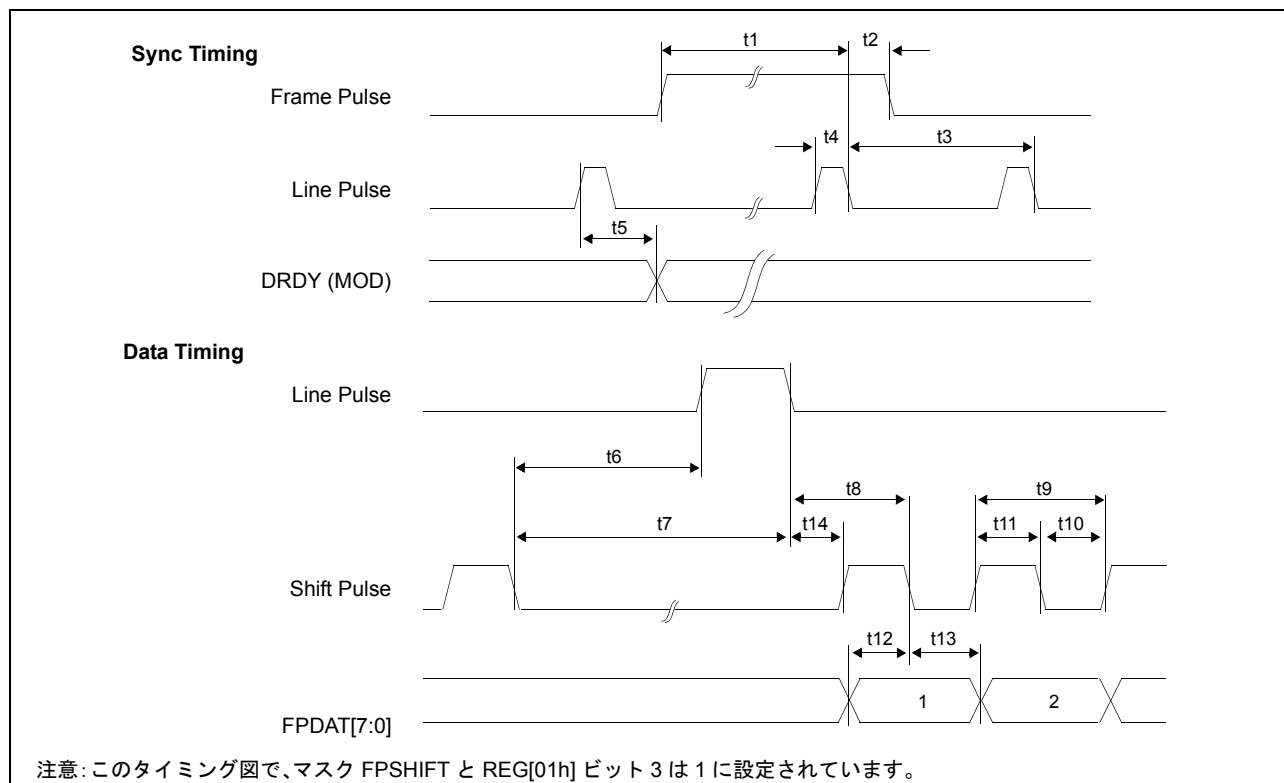 Sync Timing
t1
t2
Frame Pulse
t4
t3
Line Pulse
t5
DRDY (MOD)
Data Timing
Line Pulse
t6
t8
t9
t7
t14
t11
t10
Shift Pulse
t12
t13
1
2
FPDAT[7:0]
注意:このタイミング図で、マスク FPSHIFT と REG[01h] ビット 3 は 1 に設定されています。